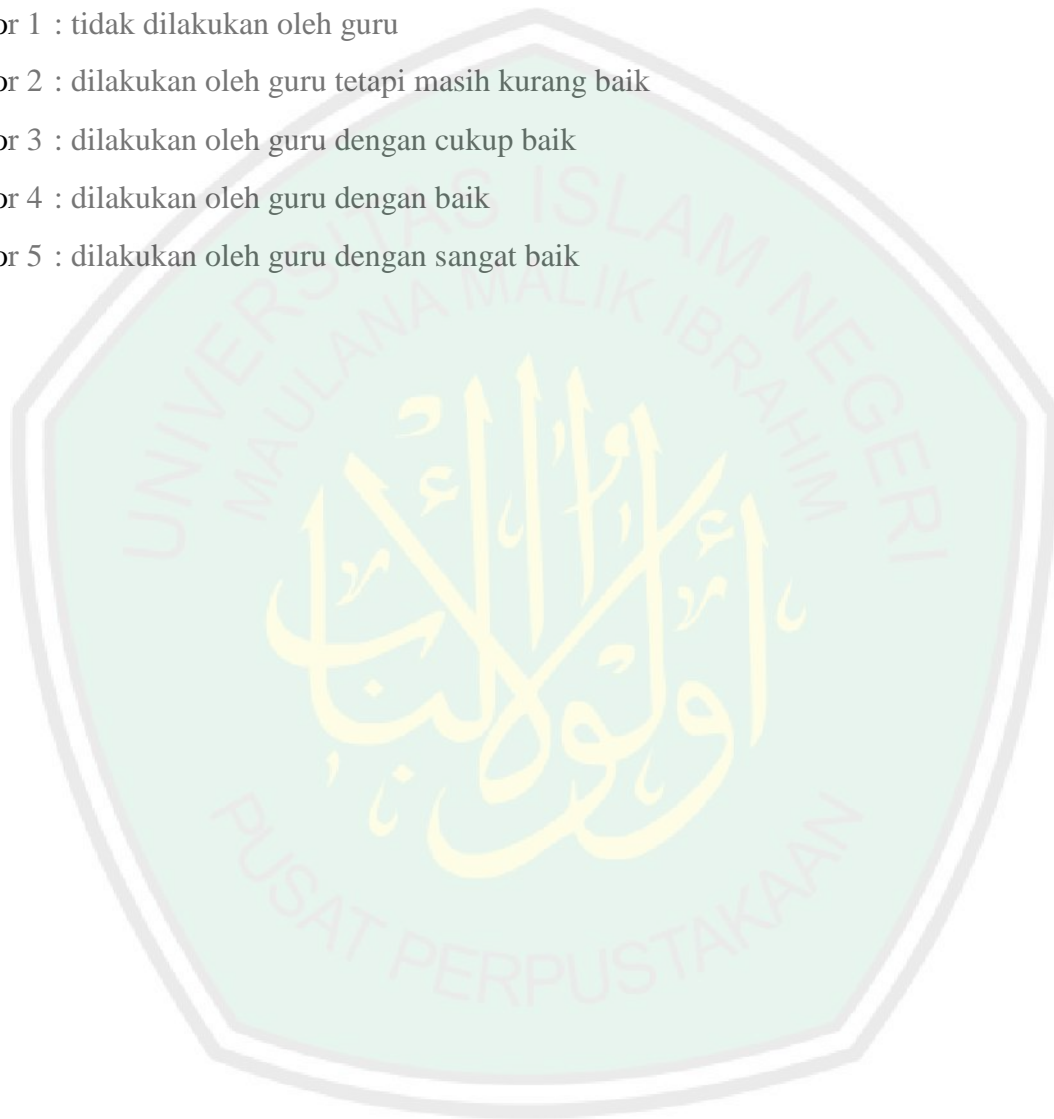 or 1 : tidak dilakukan oleh guru
or 2 : dilakukan oleh guru tetapi masih kurang baik
or 3 : dilakukan oleh guru dengan cukup baik
or 4 : dilakukan oleh guru dengan baik
or 5 : dilakukan oleh guru dengan sangat baik
UNIVERSITAS ISLAM NEGERI
MAULANA MALIK IBRAHIM
أولوا الألباب
PUSAT PERPUSTAKAAN